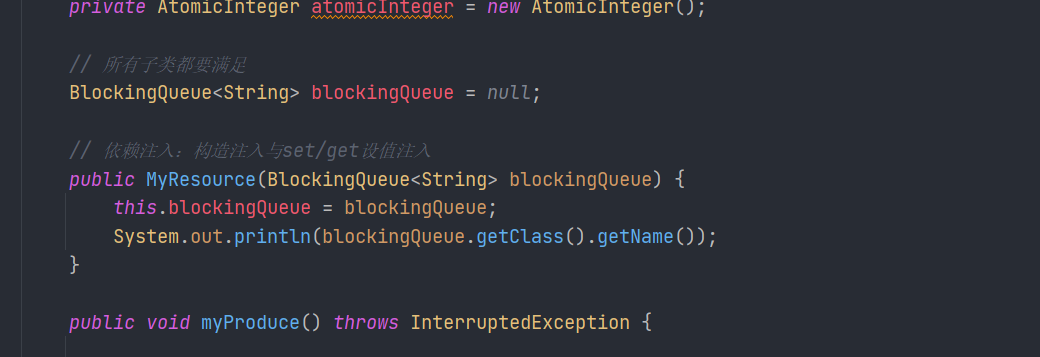 private AtomicInteger atomicInteger = new AtomicInteger();
// 所有子类都要满足
BlockingQueue<String> blockingQueue = null;
// 依赖注入：构造注入与set/get设值注入
public MyResource(BlockingQueue<String> blockingQueue) {
this.blockingQueue = blockingQueue;
System.out.println(blockingQueue.getClass().getName());
}
public void myProduce() throws InterruptedException {